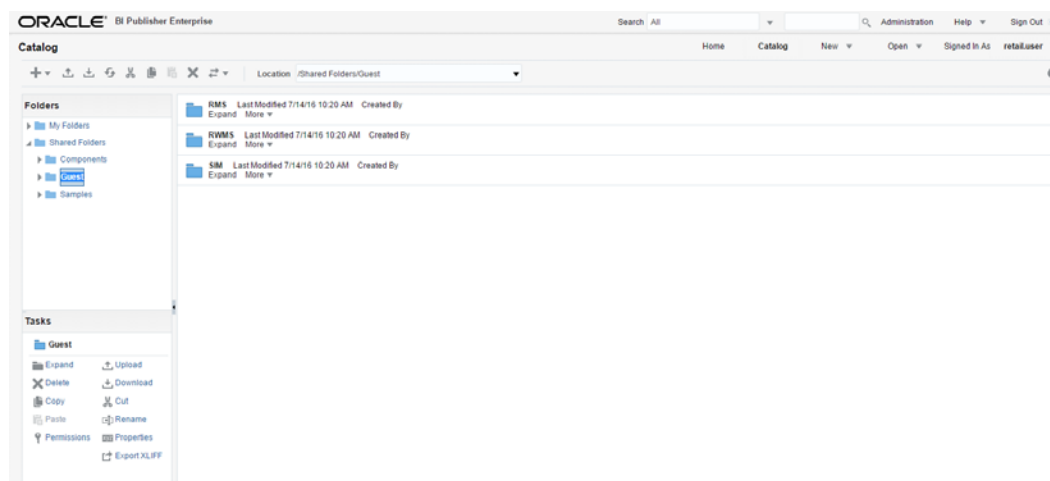 ORACLE® BI Publisher Enterprise Search All Administration Help Sign Out
Catalog Home Catalog New Open Signed In As retail.user
Location /Shared Folders/Guest
Folders
My Folders
Shared Folders
Components
Guest
Samples
RMS Last Modified 7/14/16 10:20 AM Created By
Expand More
RWMS Last Modified 7/14/16 10:20 AM Created By
Expand More
SIM Last Modified 7/14/16 10:20 AM Created By
Expand More
Tasks
Guest
Expand Upload
Delete Download
Copy Cut
Paste Rename
Permissions Properties
Export XLIFF